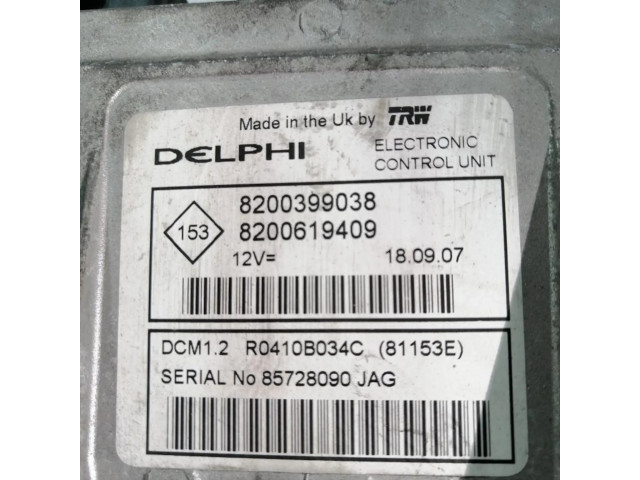 Made in the Uk by TRW
DELPHI
ELECTRONIC
CONTROL UNIT
153
8200399038
8200619409
12V=
18.09.07
DCM1.2 R0410B034C (81153E)
SERIAL No 85728090 JAG